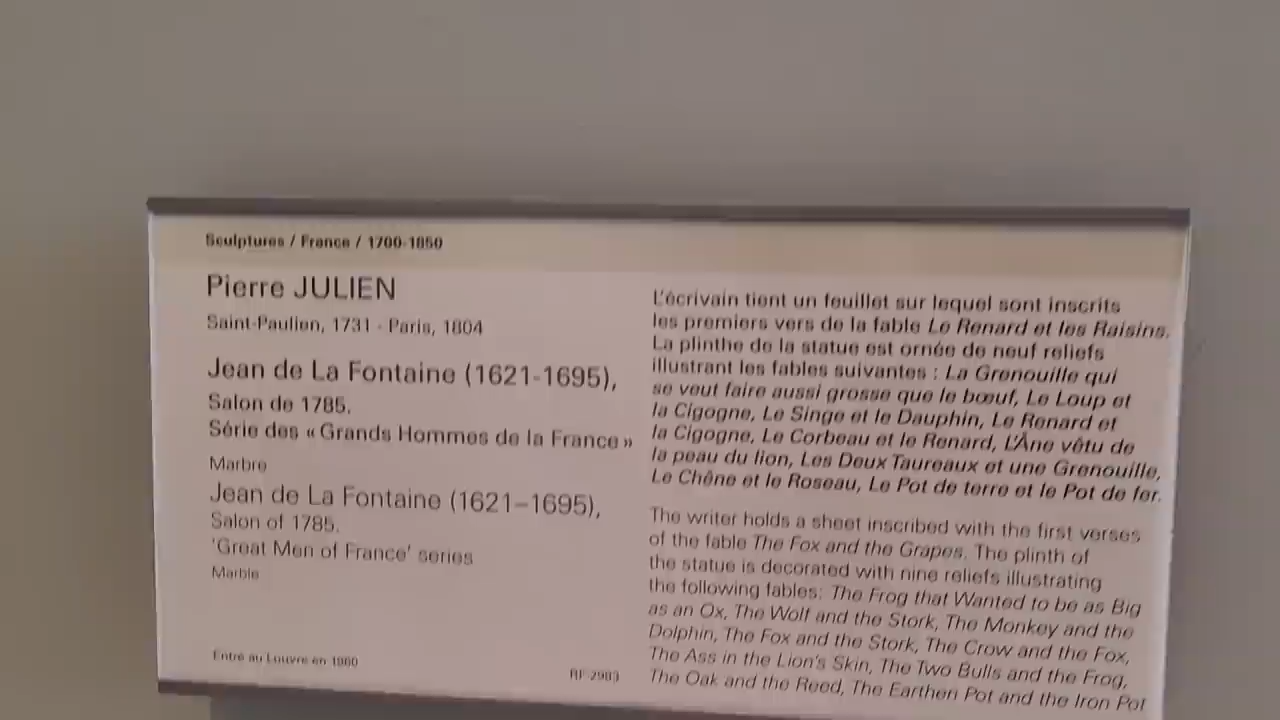 Sculptures / France / 1700-1850
Pierre JULIEN
Saint-Paulien, 1731 - Paris, 1804
Jean de La Fontaine (1621-1695),
Salon de 1785.
Série des « Grands Hommes de la France »
Marbre
Jean de La Fontaine (1621–1695),
Salon of 1785.
'Great Men of France' series
Marble
Entré au Louvre en 1960
RF 2983
L'écrivain tient un feuillet sur lequel sont inscrits
les premiers vers de la fable Le Renard et les Raisins.
La plinthe de la statue est ornée de neuf reliefs
illustrant les fables suivantes : La Grenouille qui
se veut faire aussi grosse que le bœuf, Le Loup et
la Cigogne, Le Singe et le Dauphin, Le Renard et
la Cigogne, Le Corbeau et le Renard, L'Âne vêtu de
la peau du lion, Les Deux Taureaux et une Grenouille,
Le Chêne et le Roseau, Le Pot de terre et le Pot de fer.
The writer holds a sheet inscribed with the first verses
of the fable The Fox and the Grapes. The plinth of
the statue is decorated with nine reliefs illustrating
the following fables: The Frog that Wanted to be as Big
as an Ox, The Wolf and the Stork, The Monkey and the
Dolphin, The Fox and the Stork, The Crow and the Fox,
The Ass in the Lion's Skin, The Two Bulls and the Frog,
The Oak and the Reed, The Earthen Pot and the Iron Pot